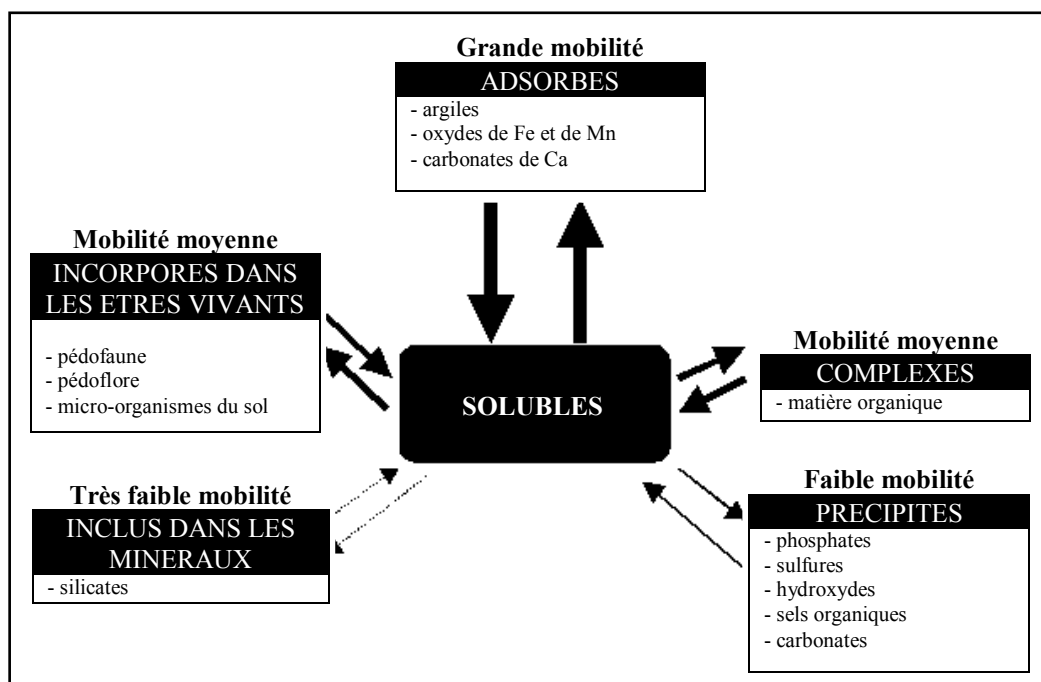 Grande mobilité
ADSORBES
- argiles
- oxydes de Fe et de Mn
- carbonates de Ca
Mobilité moyenne
INCORPORES DANS
LES ETRES VIVANTS
- pédofaune
- pédoflore
- micro-organismes du sol
SOLUBLES
Mobilité moyenne
COMPLEXES
- matière organique
Très faible mobilité
INCLUS DANS LES
MINERAUX
- silicates
Faible mobilité
PRECIPITES
- phosphates
- sulfures
- hydroxydes
- sels organiques
- carbonates